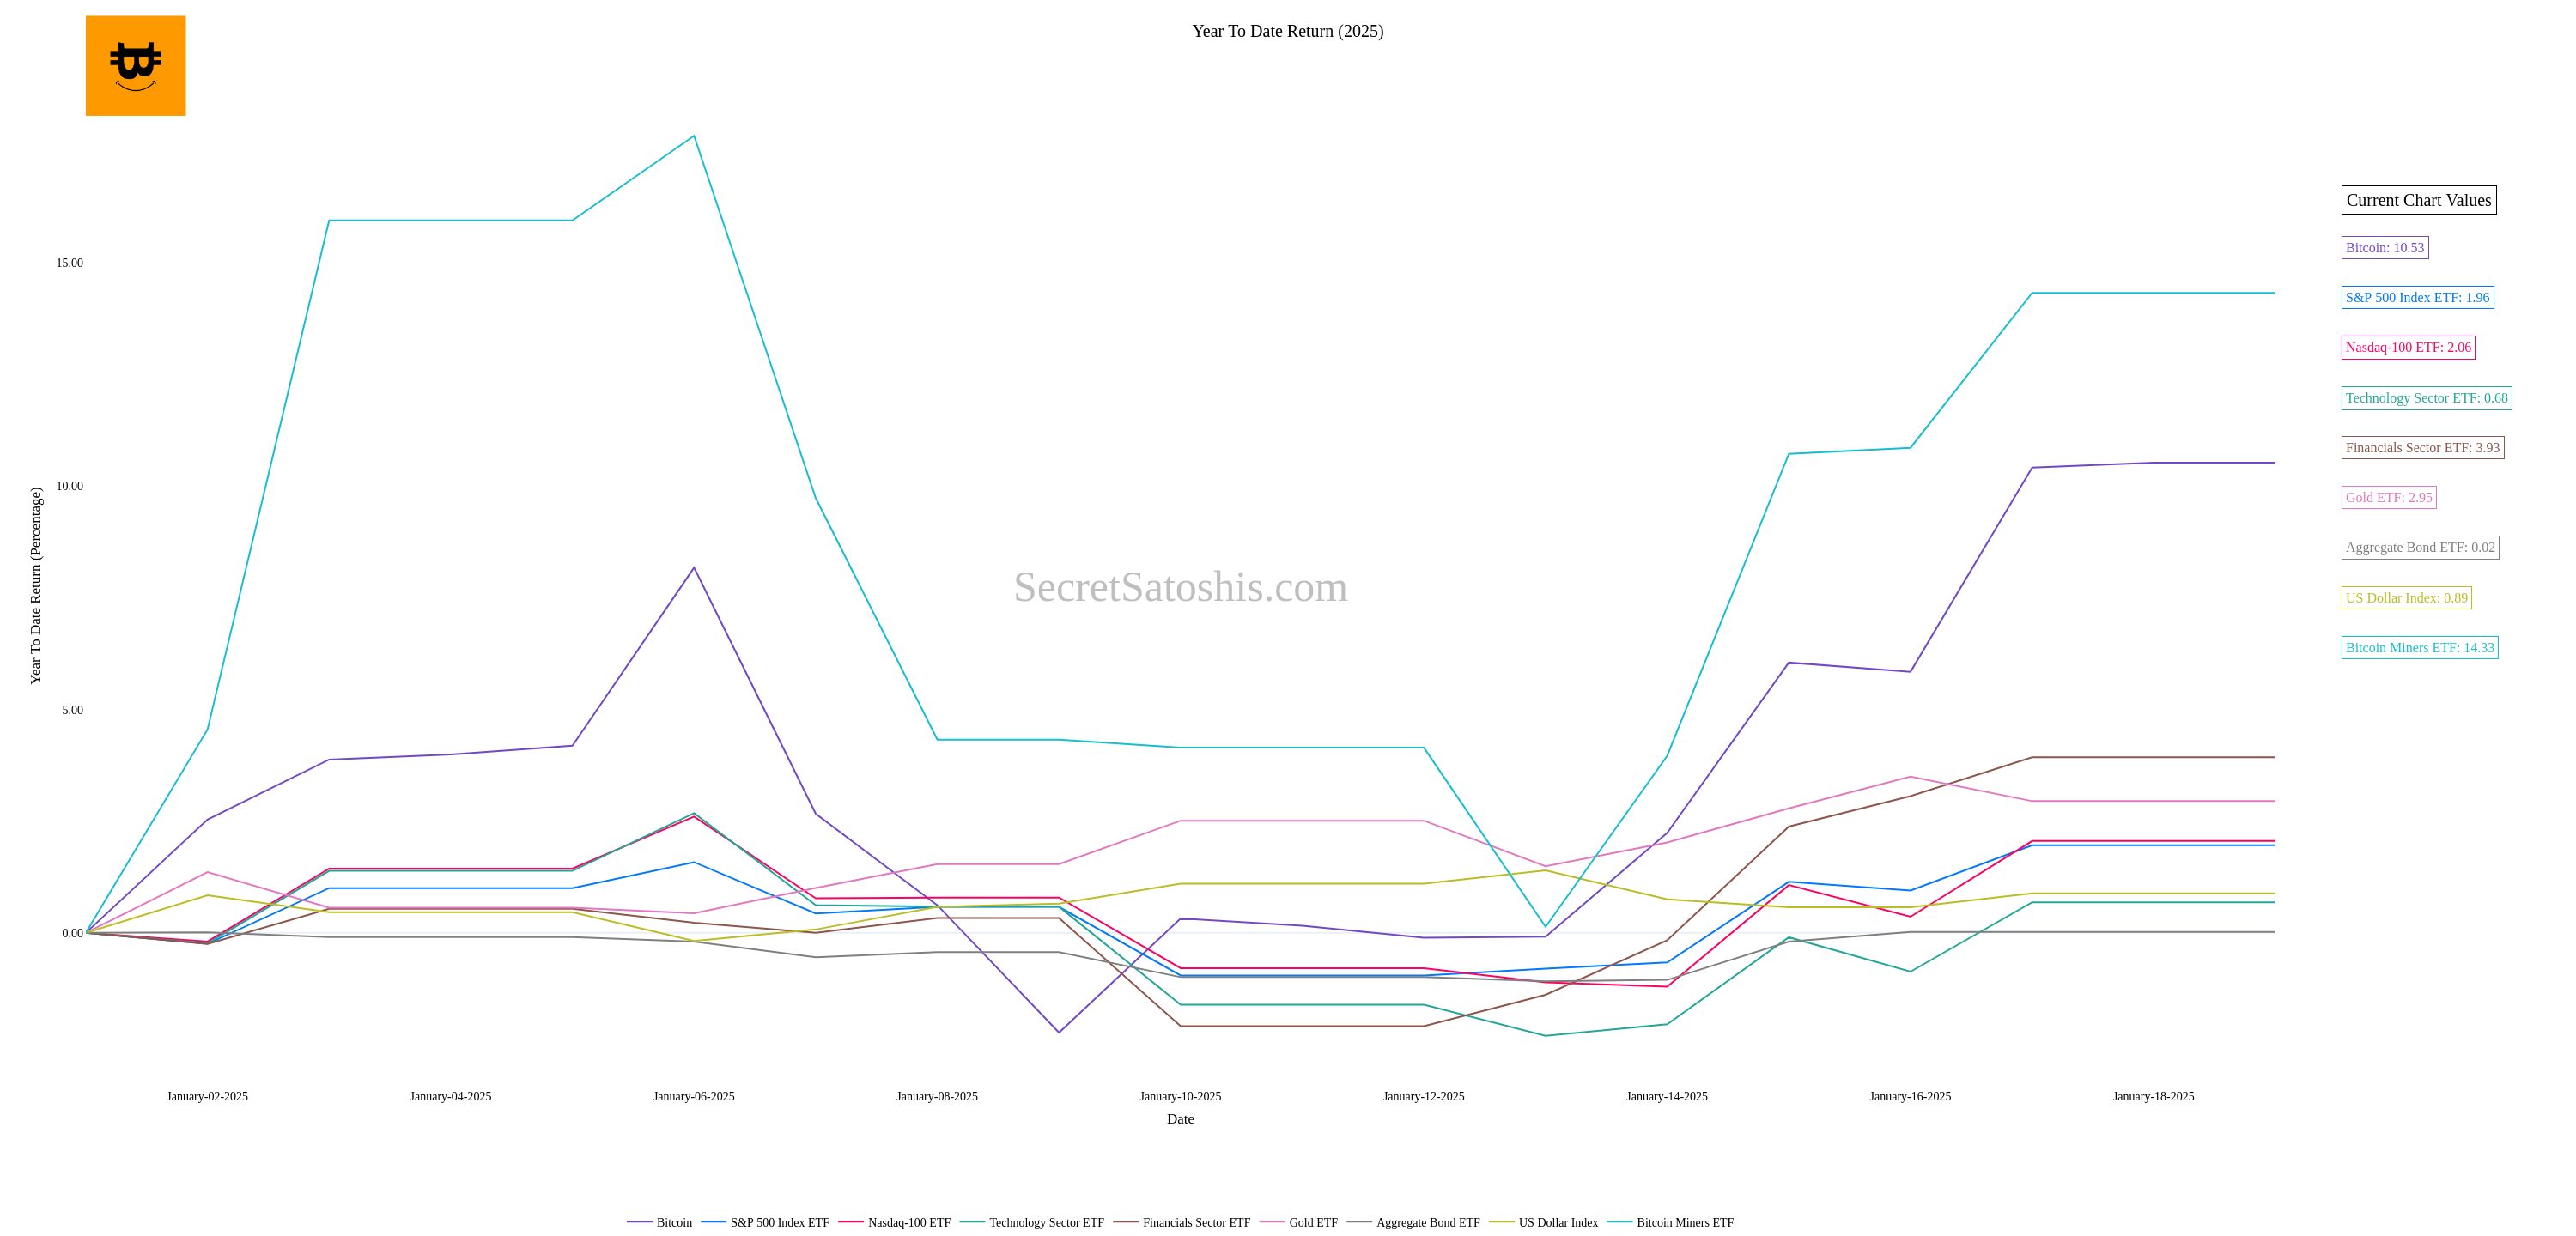 Year To Date Return (2025)
Current Chart Values
Bitcoin: 10.53
S&P 500 Index ETF: 1.96
Nasdaq-100 ETF: 2.06
Technology Sector ETF: 0.68
Financials Sector ETF: 3.93
Gold ETF: 2.95
Aggregate Bond ETF: 0.02
US Dollar Index: 0.89
Bitcoin Miners ETF: 14.33
Year To Date Return (Percentage)
15.00
10.00
5.00
0.00
SecretSatoshis.com
January-02-2025 January-04-2025 January-06-2025 January-08-2025 January-10-2025 January-12-2025 January-14-2025 January-16-2025 January-18-2025
Date
Bitcoin S&P 500 Index ETF Nasdaq-100 ETF Technology Sector ETF Financials Sector ETF Gold ETF Aggregate Bond ETF US Dollar Index Bitcoin Miners ETF